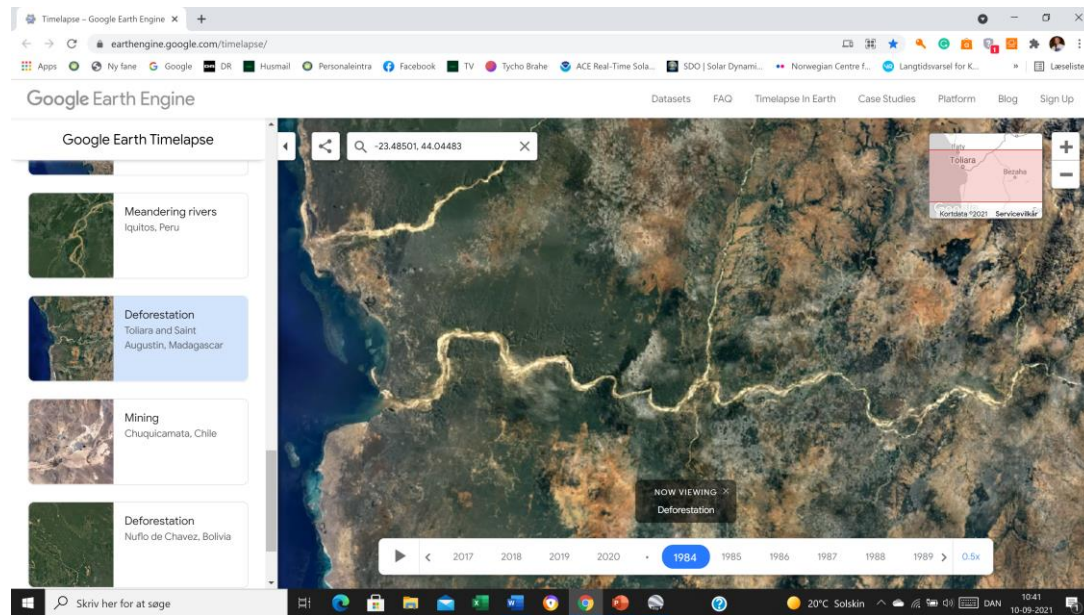 Timelapse – Google Earth Engine
earthengine.google.com/timelapse/
Apps Ny fane Google DR Husmail Personaleintra Facebook TV Tycho Brahe ACE Real-Time Sola... SDO | Solar Dynami... Norwegian Centre f... Langtidsvarsel for K... » Læseliste
Google Earth Engine
Datasets FAQ Timelapse In Earth Case Studies Platform Blog Sign Up
Google Earth Timelapse
-23.48501, 44.04483
Meandering rivers
Iquitos, Peru
Deforestation
Toliara and Saint
Augustin, Madagascar
Mining
Chuquicamata, Chile
Deforestation
Nuflo de Chavez, Bolivia
Ifaty
Toliara
Bezaha
Kortdata ©2021 Servicevilkår
NOW VIEWING
Deforestation
2017 2018 2019 2020 1984 1985 1986 1987 1988 1989 0.5x
Skriv her for at søge
20°C Solskin
DAN
10:41
10-09-2021